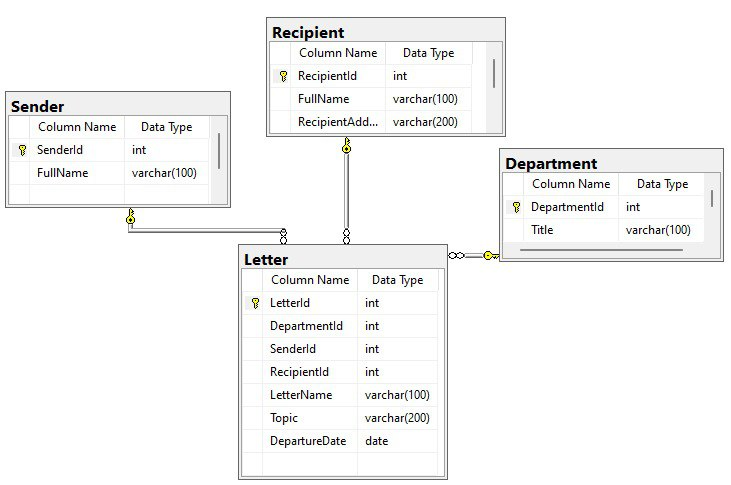 Recipient
Column Name Data Type
RecipientId int
FullName varchar(100)
RecipientAdd... varchar(200)
Sender
Column Name Data Type
SenderId int
FullName varchar(100)
Department
Column Name Data Type
DepartmentId int
Title varchar(100)
Letter
Column Name Data Type
LetterId int
DepartmentId int
SenderId int
RecipientId int
LetterName varchar(100)
Topic varchar(200)
DepartureDate date